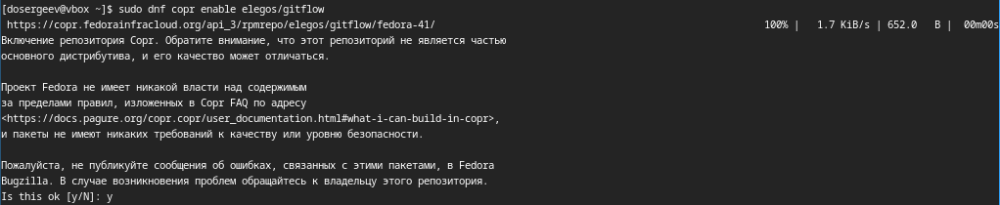 [dosergeev@vbox ~]$ sudo dnf copr enable elegos/gitflow
https://copr.fedorainfracloud.org/api_3/rpmrepo/elegos/gitflow/fedora-41/ 100% | 1.7 KiB/s | 652.0 B | 00m00s
Включение репозитория Copr. Обратите внимание, что этот репозиторий не является частью
основного дистрибутива, и его качество может отличаться.

Проект Fedora не имеет никакой власти над содержимым
за пределами правил, изложенных в Copr FAQ по адресу
<https://docs.pagure.org/copr.copr/user_documentation.html#what-i-can-build-in-copr>,
и пакеты не имеют никаких требований к качеству или уровню безопасности.

Пожалуйста, не публикуйте сообщения об ошибках, связанных с этими пакетами, в Fedora
Bugzilla. В случае возникновения проблем обращайтесь к владельцу этого репозитория.
Is this ok [y/N]: y